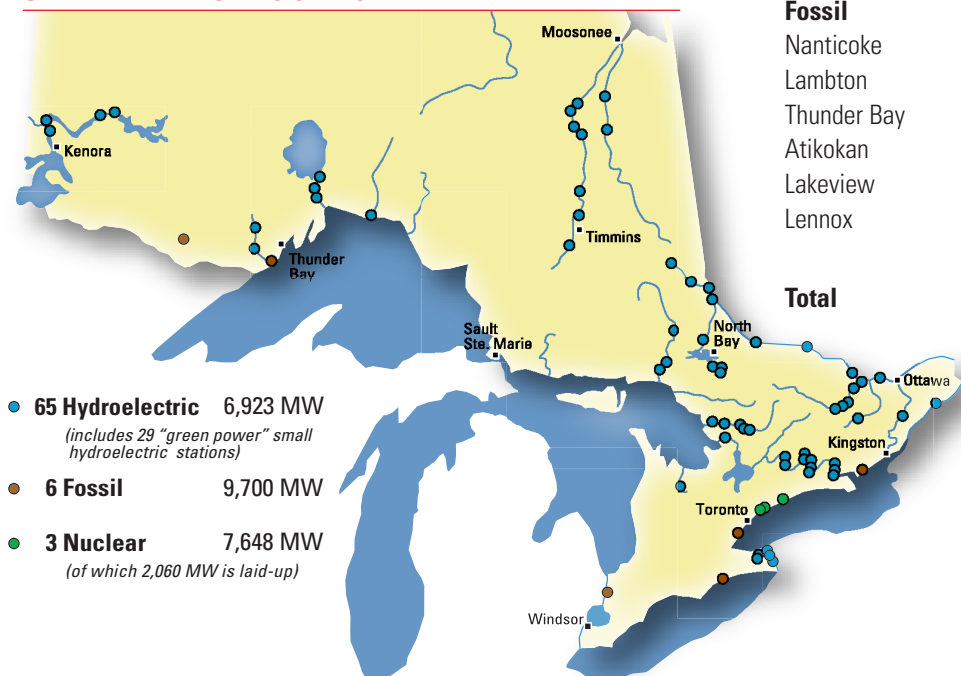 Fossil
Nanticoke
Lambton
Thunder Bay
Atikokan
Lakeview
Lennox
Total
Moosonee
Kenora
Timmins
Thunder
Bay
Sault
Ste. Marie
North
Bay
Ottawa
Kingston
Toronto
Windsor
65 Hydroelectric 6,923 MW
(includes 29 “green power” small
hydroelectric stations)
6 Fossil 9,700 MW
3 Nuclear 7,648 MW
(of which 2,060 MW is laid-up)